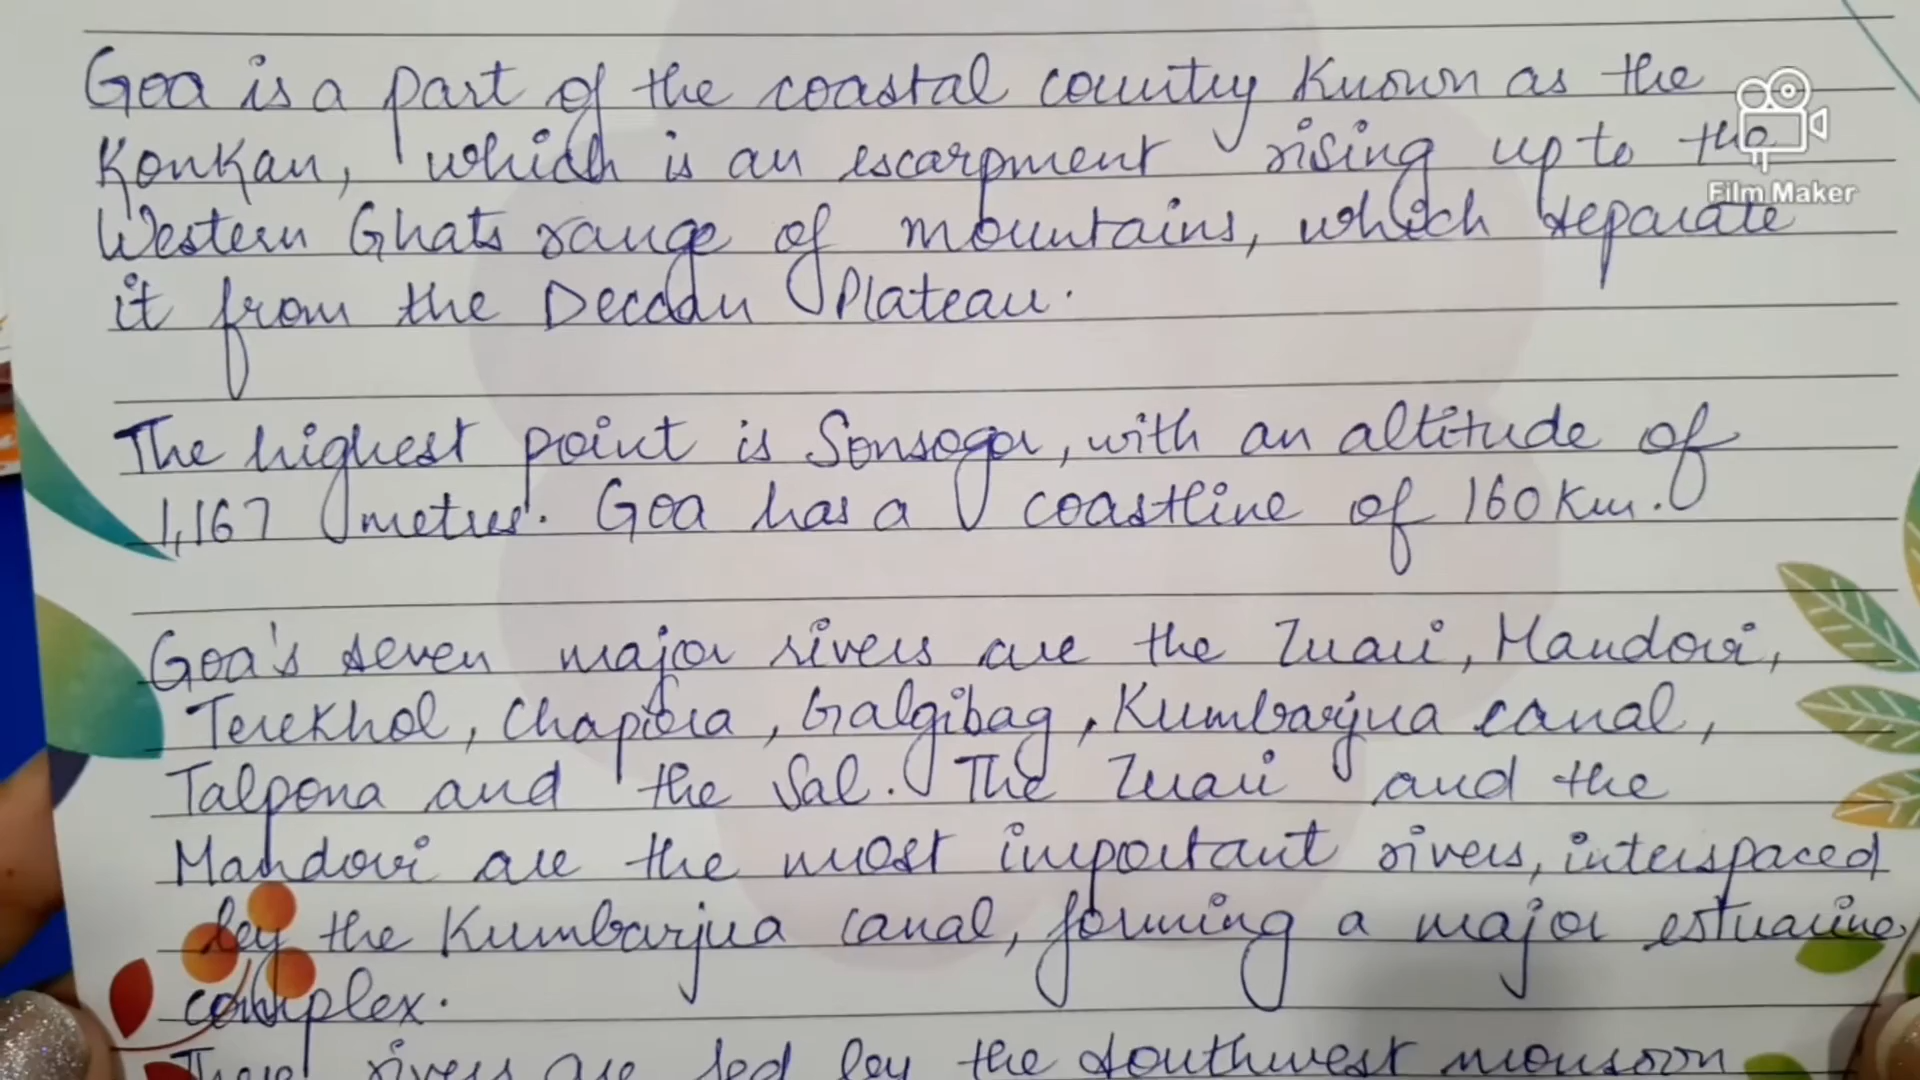 Goa is a part of the coastal country Known as the
Konkan, which is an escarpment rising up to the
Film Maker
Western Ghats range of mountains, which separate
it from the Deccan Plateau.
The highest point is Sonsogor, with an altitude of
1,167 metres. Goa has a coastline of 160 Km.
Goa's seven major rivers are the Zuari, Mandovi,
Terekhol, Chapora, Galgibag, Kumbarjua canal,
Talpona and the Sal. The Zuari and the
Mandovi are the most important rivers, interspaced
by the Kumbarjua canal, forming a major estuarine
complex.
These rivers are fed by the Southwest monsoon